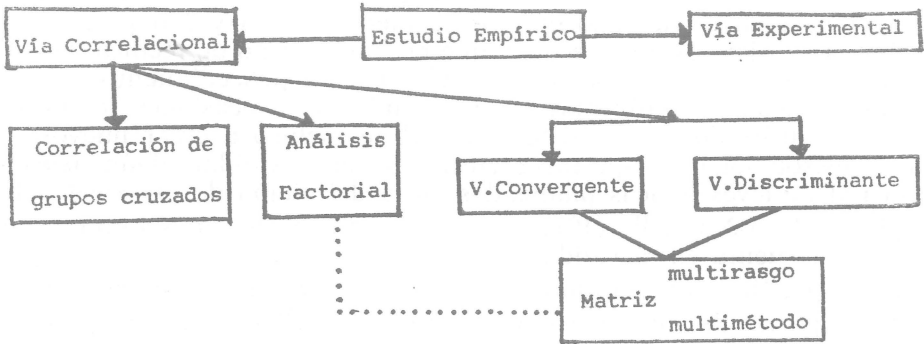 Vía Correlacional
Estudio Empírico
Vía Experimental
Correlación de
grupos cruzados
Análisis
Factorial
V.Convergente
V.Discriminante
Matriz
multirasgo
multimétodo